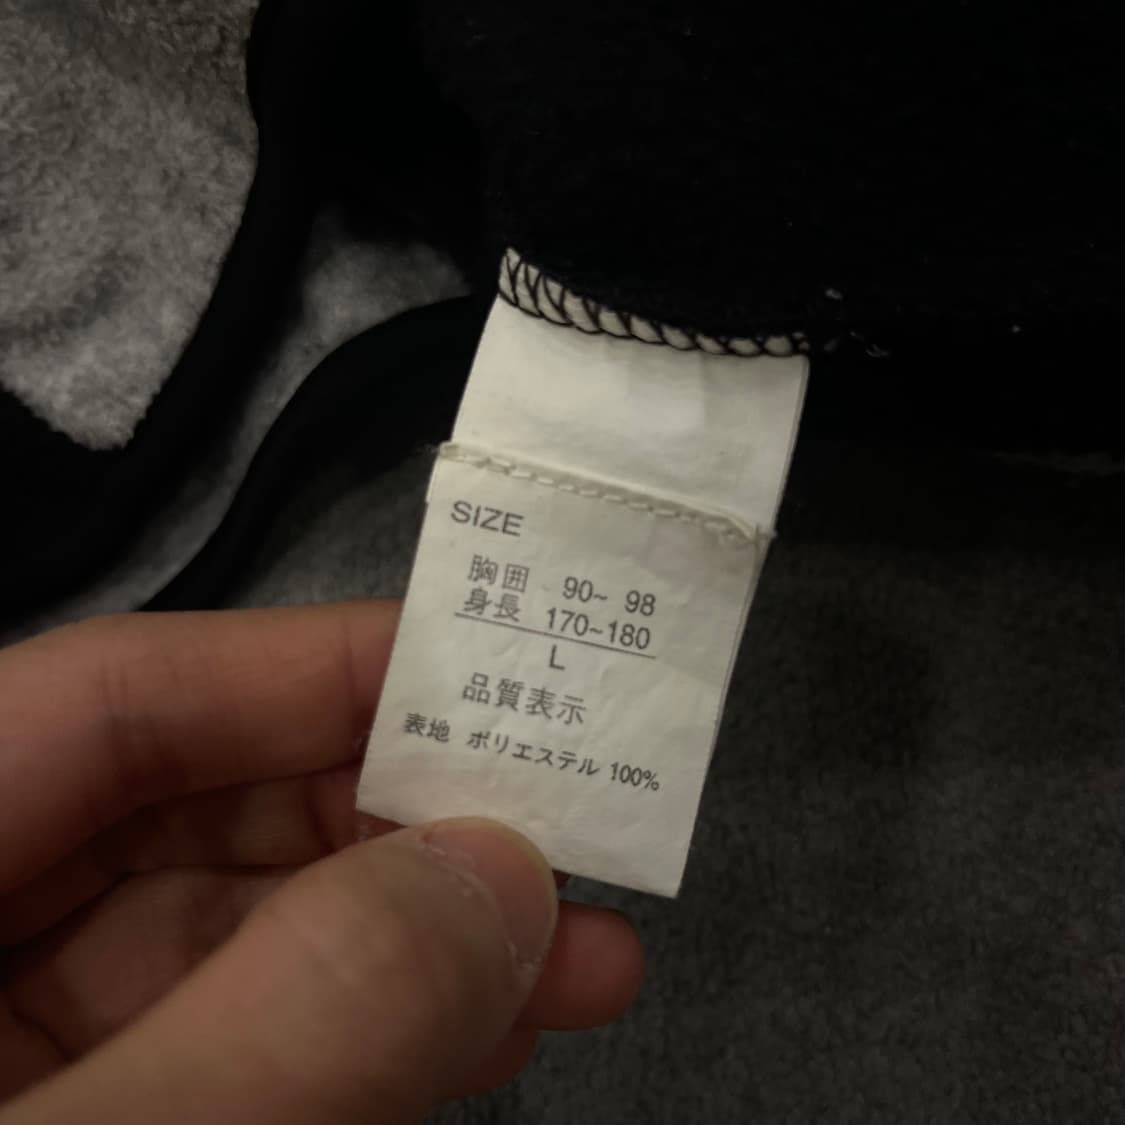 SIZE
胸囲 90~ 98
身長 170~180
L
品質表示
表地 ポリエステル 100%